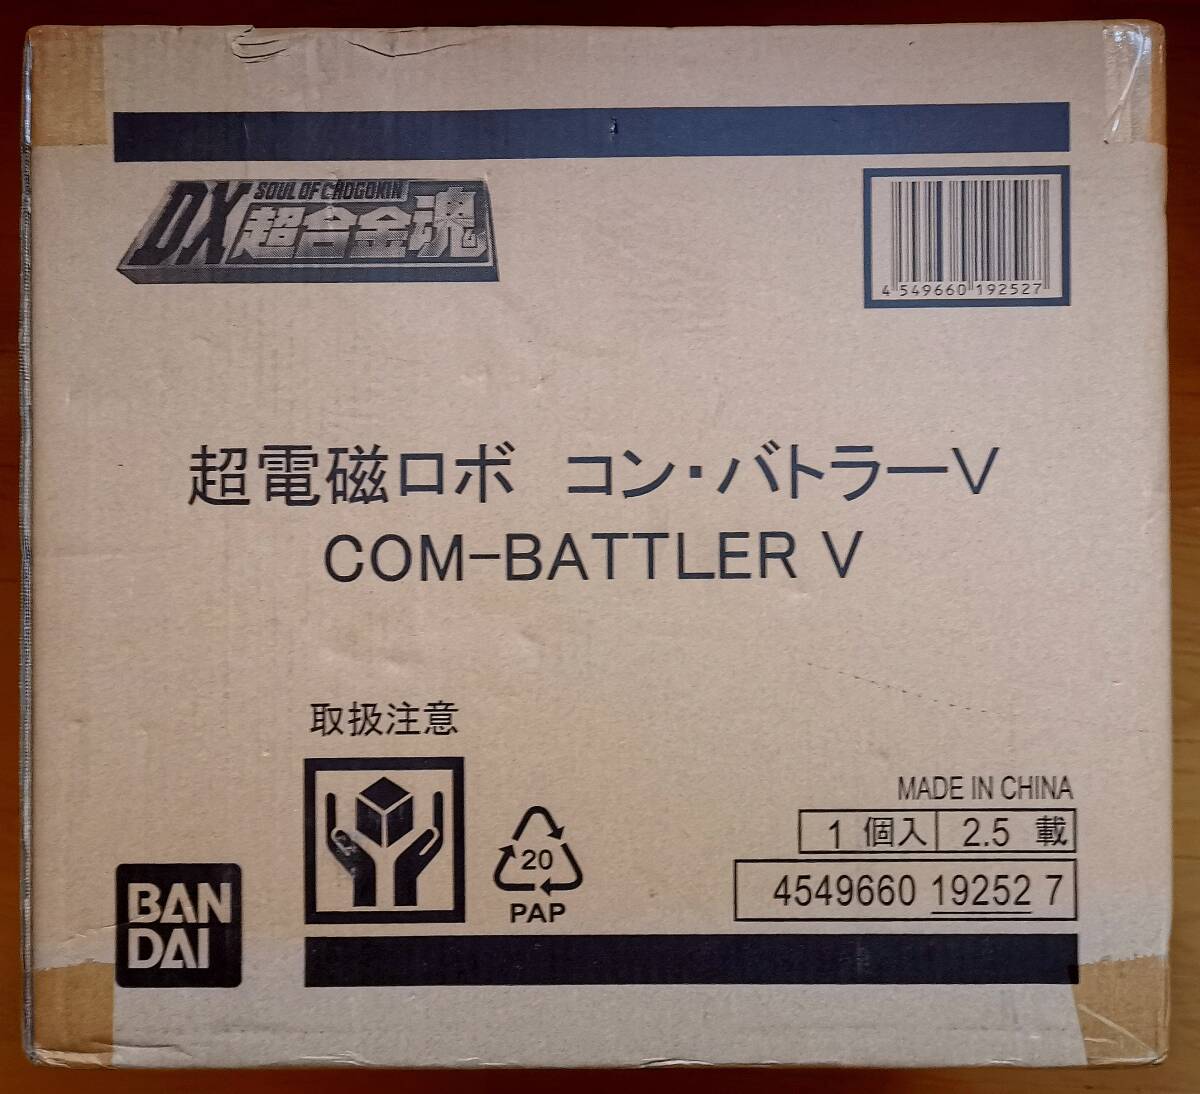 SOUL OF CHOGOKIN
DX超合金魂
4 549660 192527
超電磁ロボ コン・バトラーV
COM-BATTLER V
取扱注意
20
PAP
MADE IN CHINA
1 個入 2.5 載
4549660 19252 7
BAN
DAI